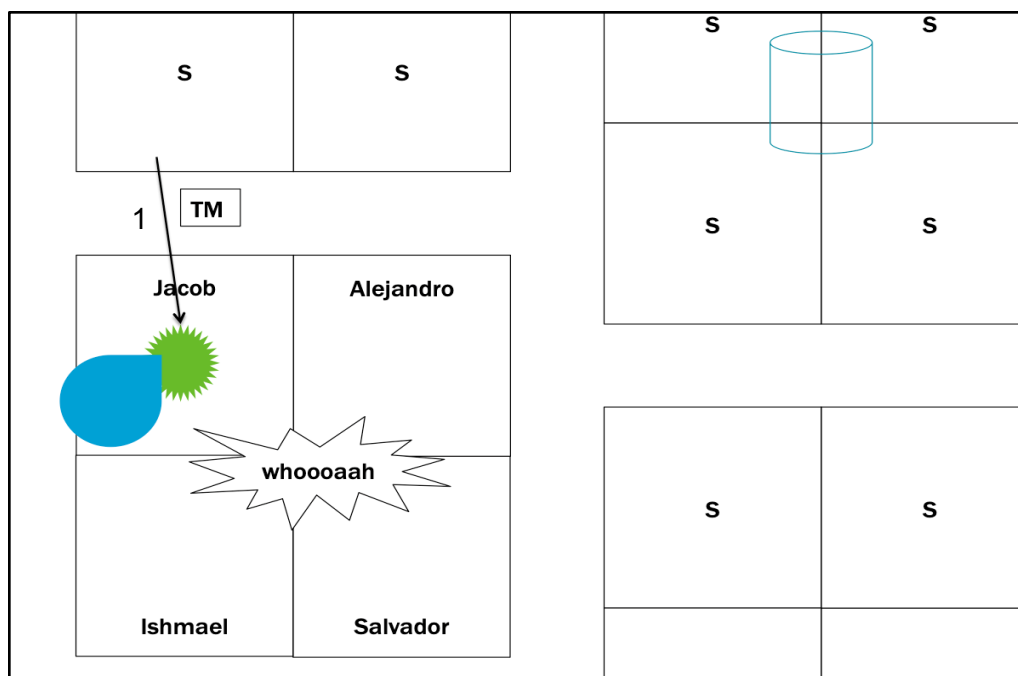 S S
S S
1 TM
S S
Jacob Alejandro
whoooaah
S S
Ishmael Salvador